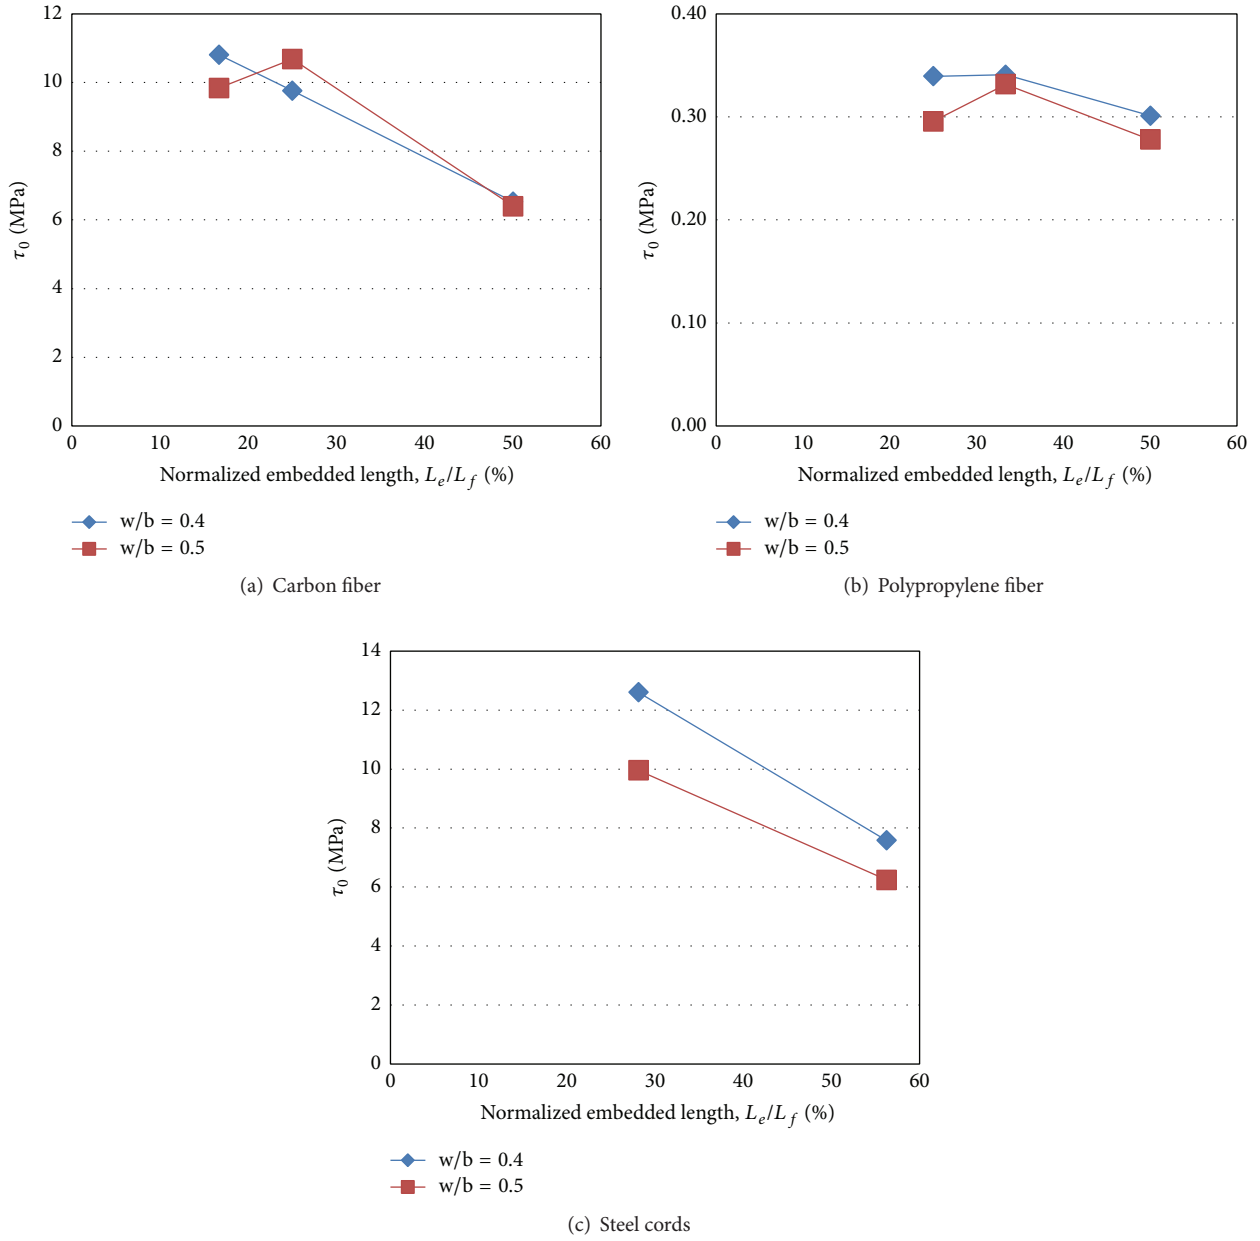 12
10
8
6
4
2
0
τ0 (MPa)
0 10 20 30 40 50 60
Normalized embedded length, Le/Lf (%)
w/b = 0.4
w/b = 0.5
(a) Carbon fiber
0.40
0.30
0.20
0.10
0.00
τ0 (MPa)
0 10 20 30 40 50 60
Normalized embedded length, Le/Lf (%)
w/b = 0.4
w/b = 0.5
(b) Polypropylene fiber
14
12
10
8
6
4
2
0
τ0 (MPa)
0 10 20 30 40 50 60
Normalized embedded length, Le/Lf (%)
w/b = 0.4
w/b = 0.5
(c) Steel cords